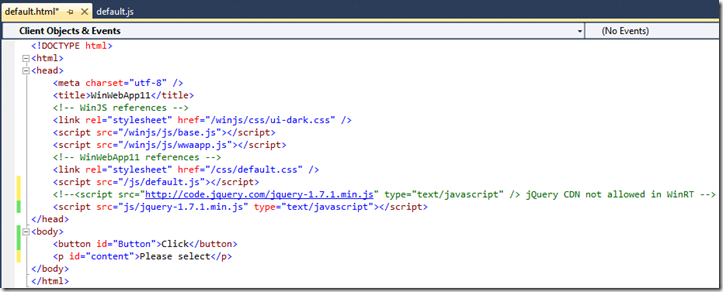 default.html* default.js
Client Objects & Events (No Events)
<!DOCTYPE html>
<html>
<head>
<meta charset="utf-8" />
<title>WinWebApp11</title>
<!-- WinJS references -->
<link rel="stylesheet" href="/winjs/css/ui-dark.css" />
<script src="/winjs/js/base.js"></script>
<script src="/winjs/js/wwaapp.js"></script>
<!-- WinWebApp11 references -->
<link rel="stylesheet" href="/css/default.css" />
<script src="/js/default.js"></script>
<!--<script src="http://code.jquery.com/jquery-1.7.1.min.js" type="text/javascript" /> jQuery CDN not allowed in WinRT -->
<script src="js/jquery-1.7.1.min.js" type="text/javascript"></script>
</head>
<body>
<button id="Button">Click</button>
<p id="content">Please select</p>
</body>
</html>